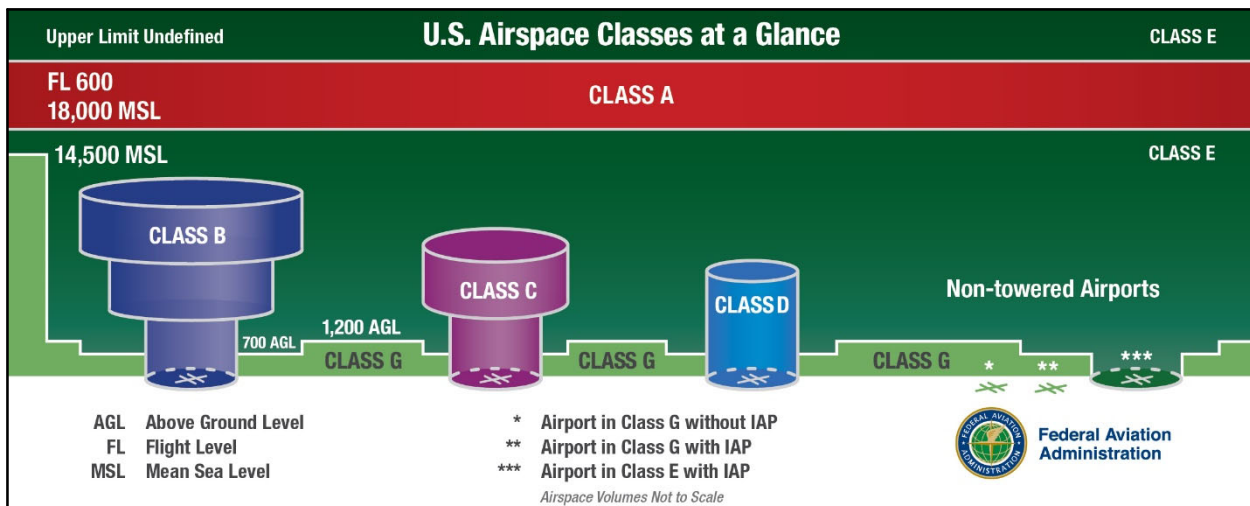 Upper Limit Undefined
U.S. Airspace Classes at a Glance
CLASS E
FL 600
18,000 MSL
CLASS A
14,500 MSL
CLASS E
CLASS B
CLASS C
CLASS D
Non-towered Airports
700 AGL
1,200 AGL
CLASS G
CLASS G
CLASS G
*
**
***
AGL Above Ground Level
FL Flight Level
MSL Mean Sea Level
* Airport in Class G without IAP
** Airport in Class G with IAP
*** Airport in Class E with IAP
Airspace Volumes Not to Scale
FEDERAL AVIATION
ADMINISTRATION
Federal Aviation
Administration